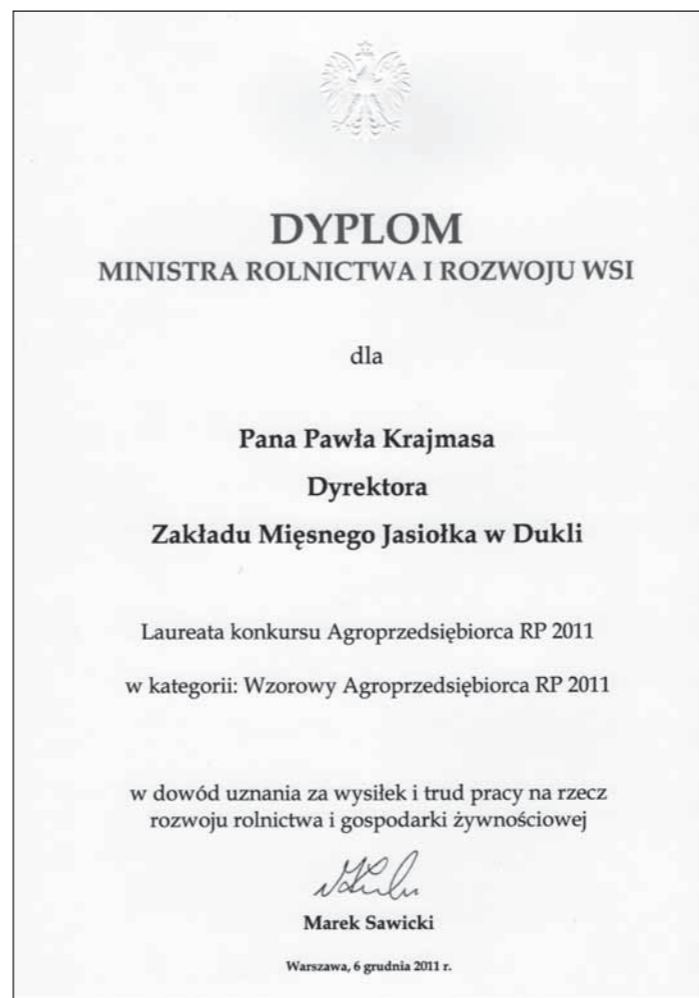 DYPLOM
MINISTRA ROLNICTWA I ROZWOJU WSI
dla
Pana Pawła Krajmasa
Dyrektora
Zakładu Mięsnego Jasiołka w Dukli
Laureata konkursu Agroprzedsiębiorca RP 2011
w kategorii: Wzorowy Agroprzedsiębiorca RP 2011
w dowód uznania za wysiłek i trud pracy na rzecz
rozwoju rolnictwa i gospodarki żywnościowej
Marek Sawicki
Warszawa, 6 grudnia 2011 r.